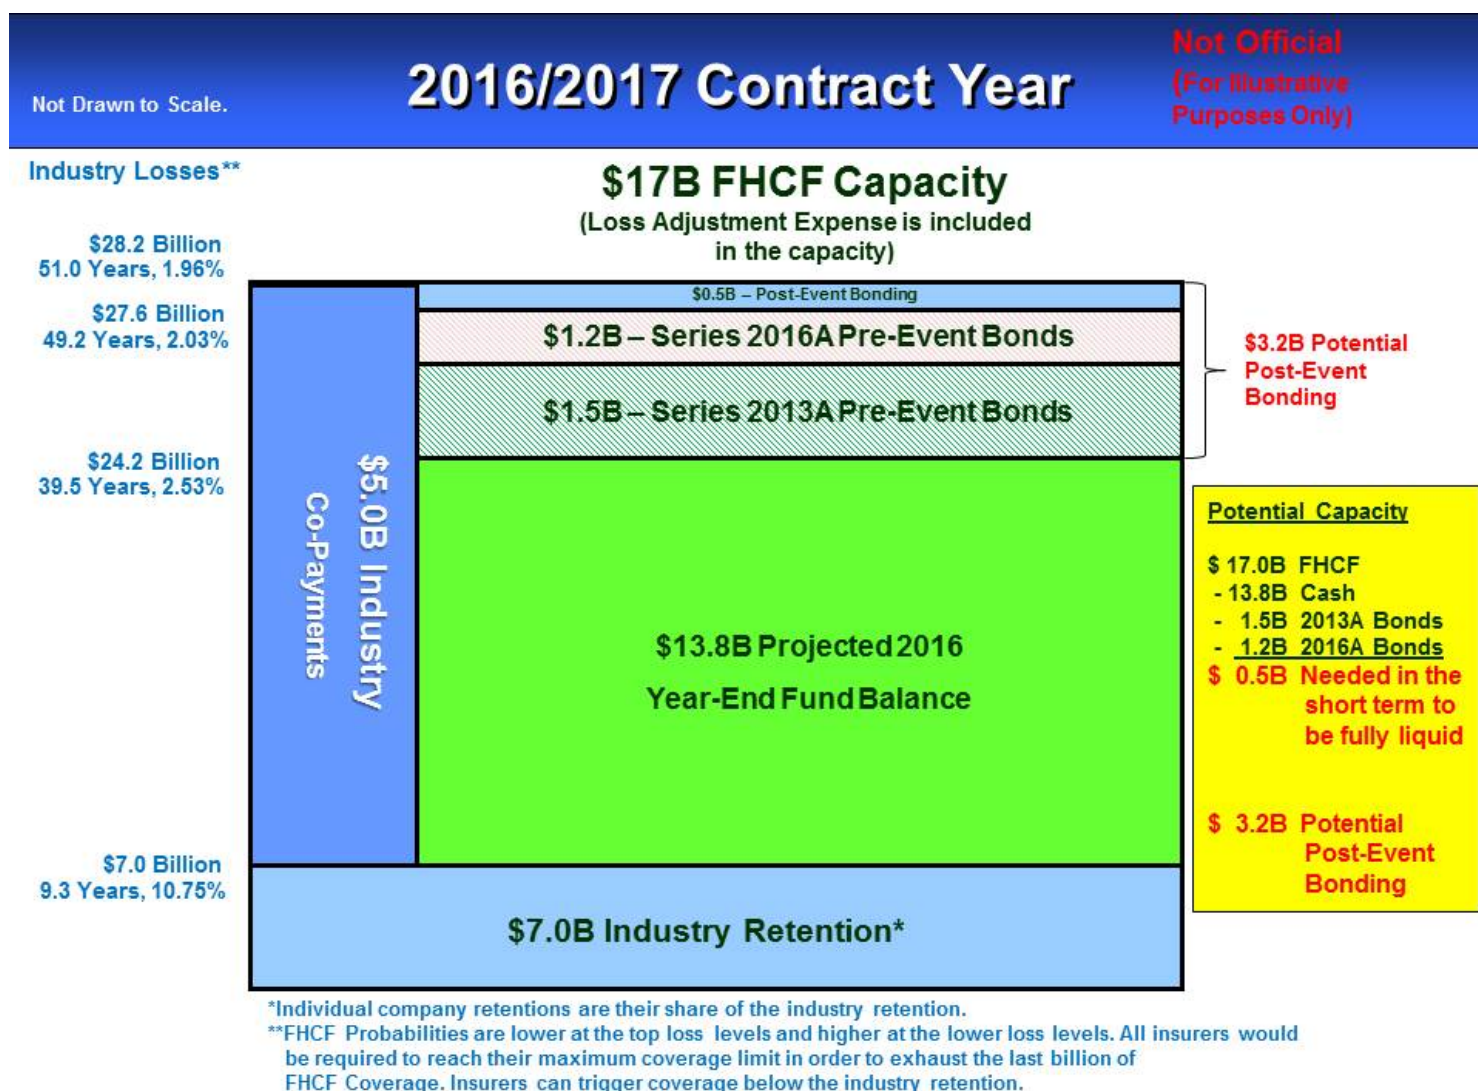 Not Drawn to Scale.
2016/2017 Contract Year
Not Official
(For Illustrative
Purposes Only)
Industry Losses**
$17B FHCF Capacity
(Loss Adjustment Expense is included
in the capacity)
$28.2 Billion
51.0 Years, 1.96%
$27.6 Billion
49.2 Years, 2.03%
$24.2 Billion
39.5 Years, 2.53%
$7.0 Billion
9.3 Years, 10.75%
$5.0B Industry
Co-Payments
$0.5B – Post-Event Bonding
$1.2B – Series 2016A Pre-Event Bonds
$1.5B – Series 2013A Pre-Event Bonds
$13.8B Projected 2016
Year-End Fund Balance
$7.0B Industry Retention*
$3.2B Potential
Post-Event
Bonding
Potential Capacity
$ 17.0B FHCF
- 13.8B Cash
- 1.5B 2013A Bonds
- 1.2B 2016A Bonds
$ 0.5B Needed in the
short term to
be fully liquid
$ 3.2B Potential
Post-Event
Bonding
*Individual company retentions are their share of the industry retention.
**FHCF Probabilities are lower at the top loss levels and higher at the lower loss levels. All insurers would
be required to reach their maximum coverage limit in order to exhaust the last billion of
FHCF Coverage. Insurers can trigger coverage below the industry retention.